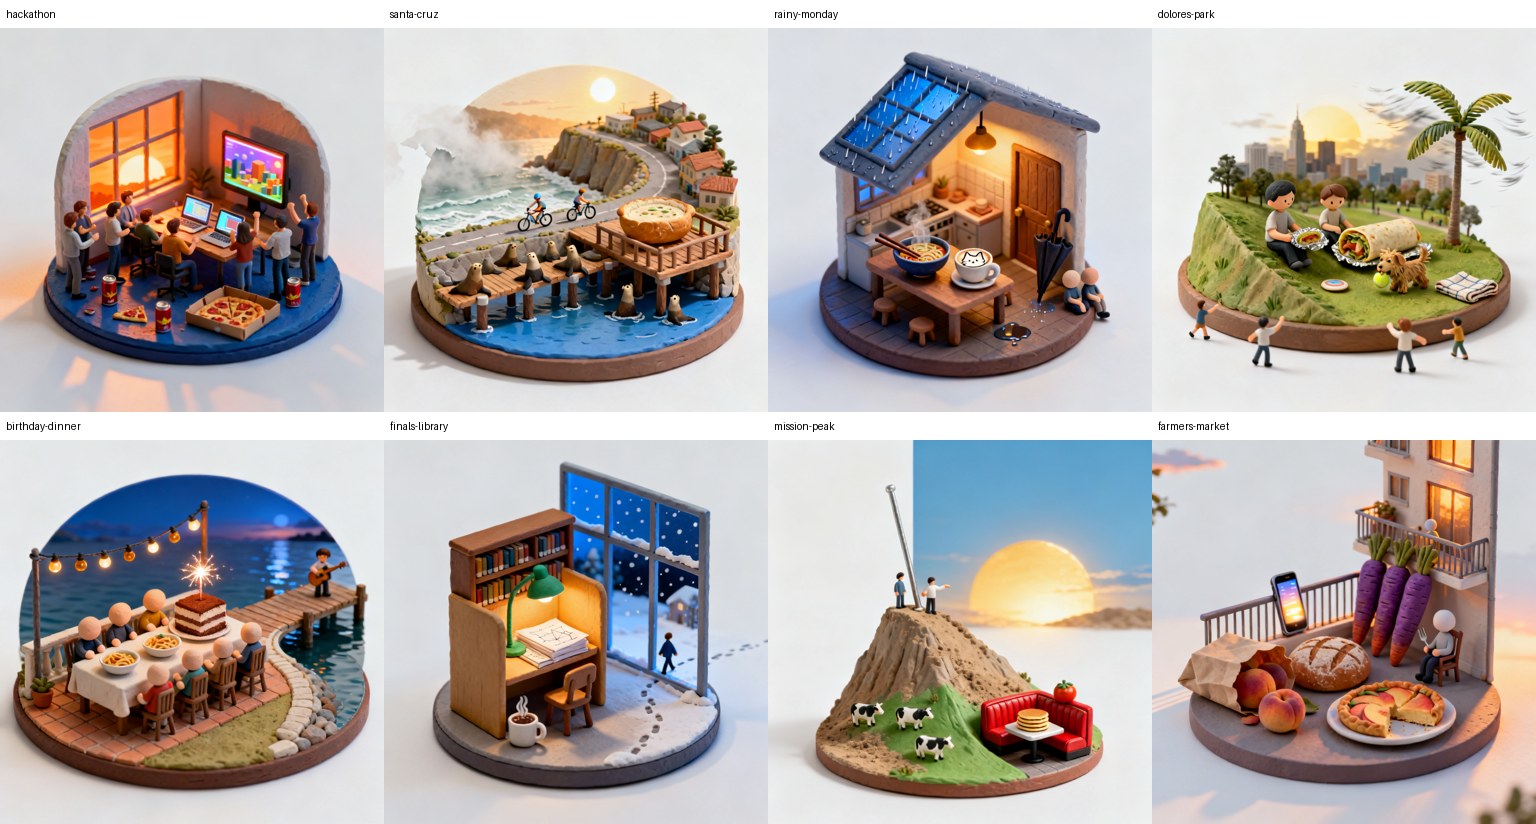 hackathon
santa-cruz
rainy-monday
dolores-park
birthday-dinner
finals-library
mission-peak
farmers-market